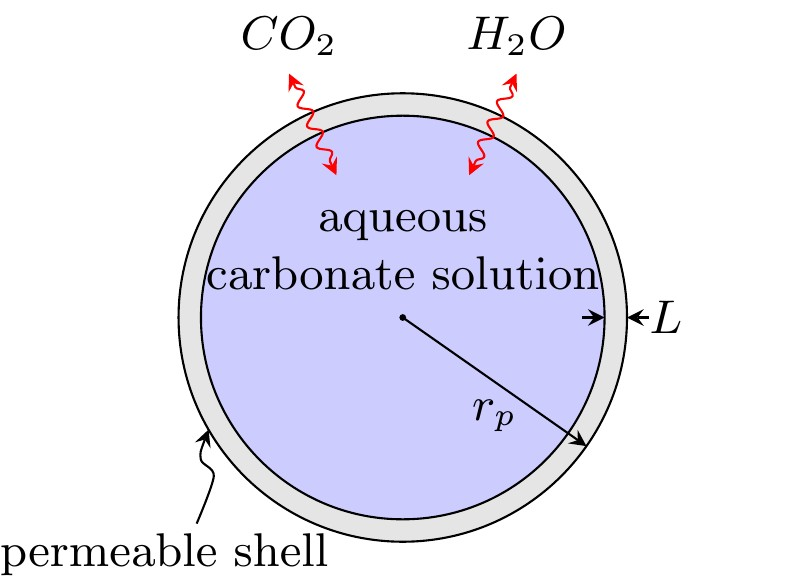 CO₂
H₂O
aqueous
carbonate solution
L
rₚ
permeable shell